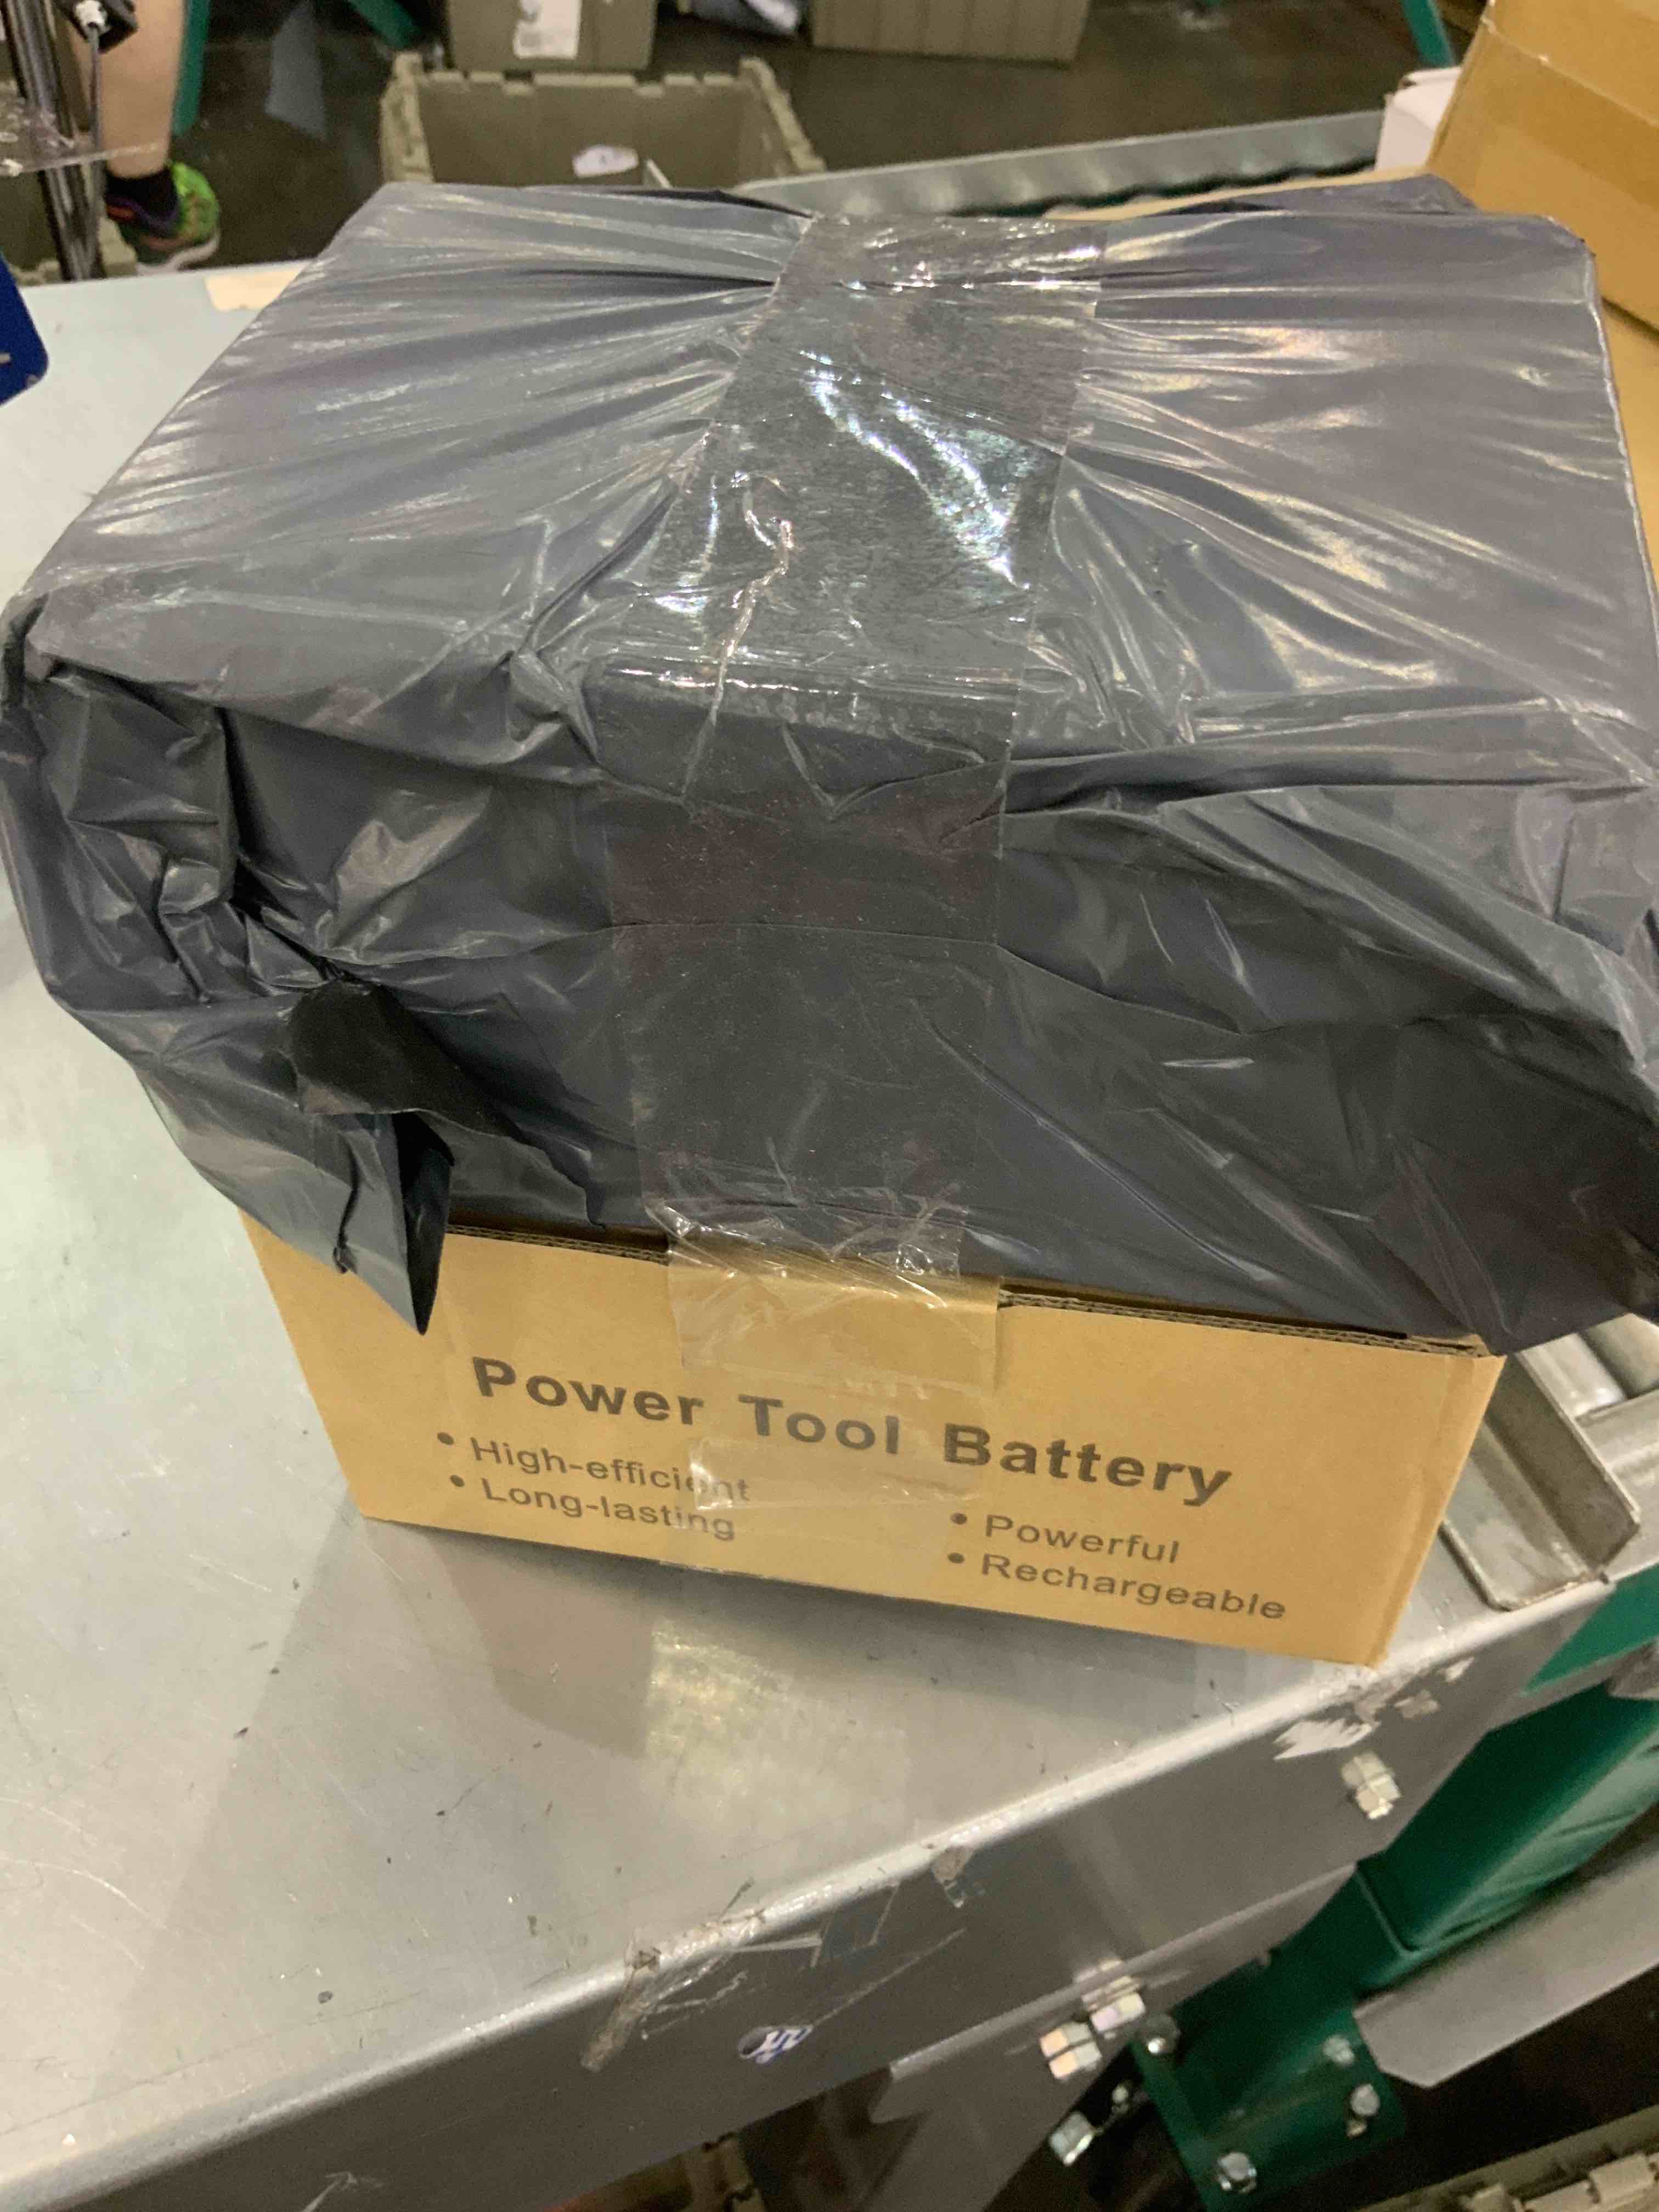 Power Tool Battery
• High-efficient
• Long-lasting
• Powerful
• Rechargeable